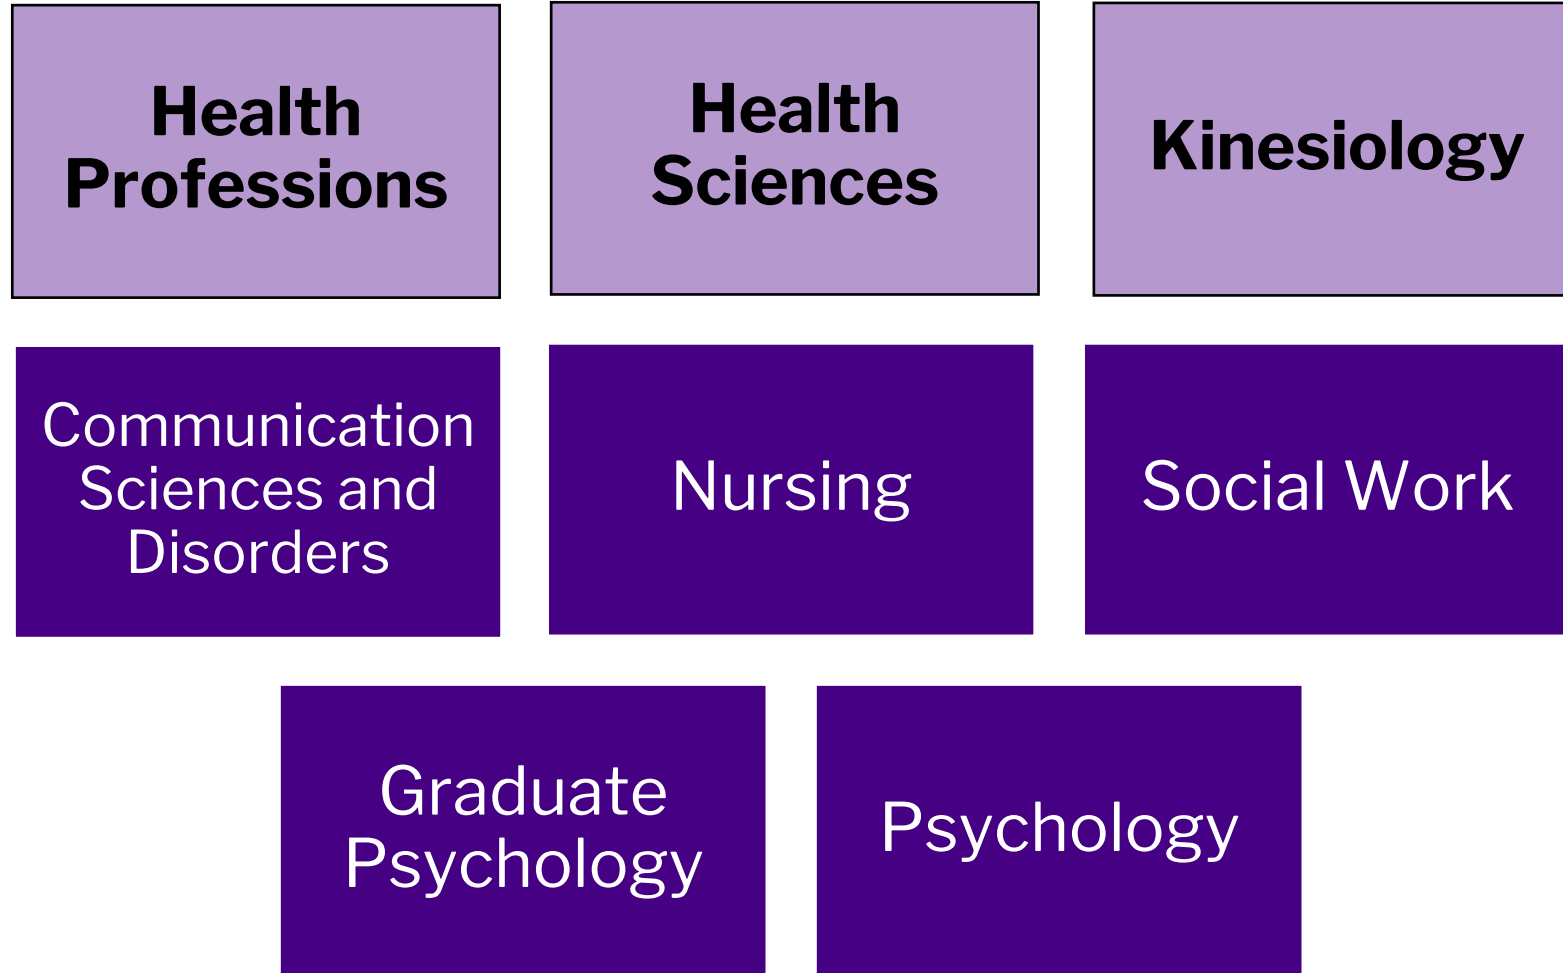 Health
Professions
Health
Sciences
Kinesiology
Communication
Sciences and
Disorders
Nursing
Social Work
Graduate
Psychology
Psychology